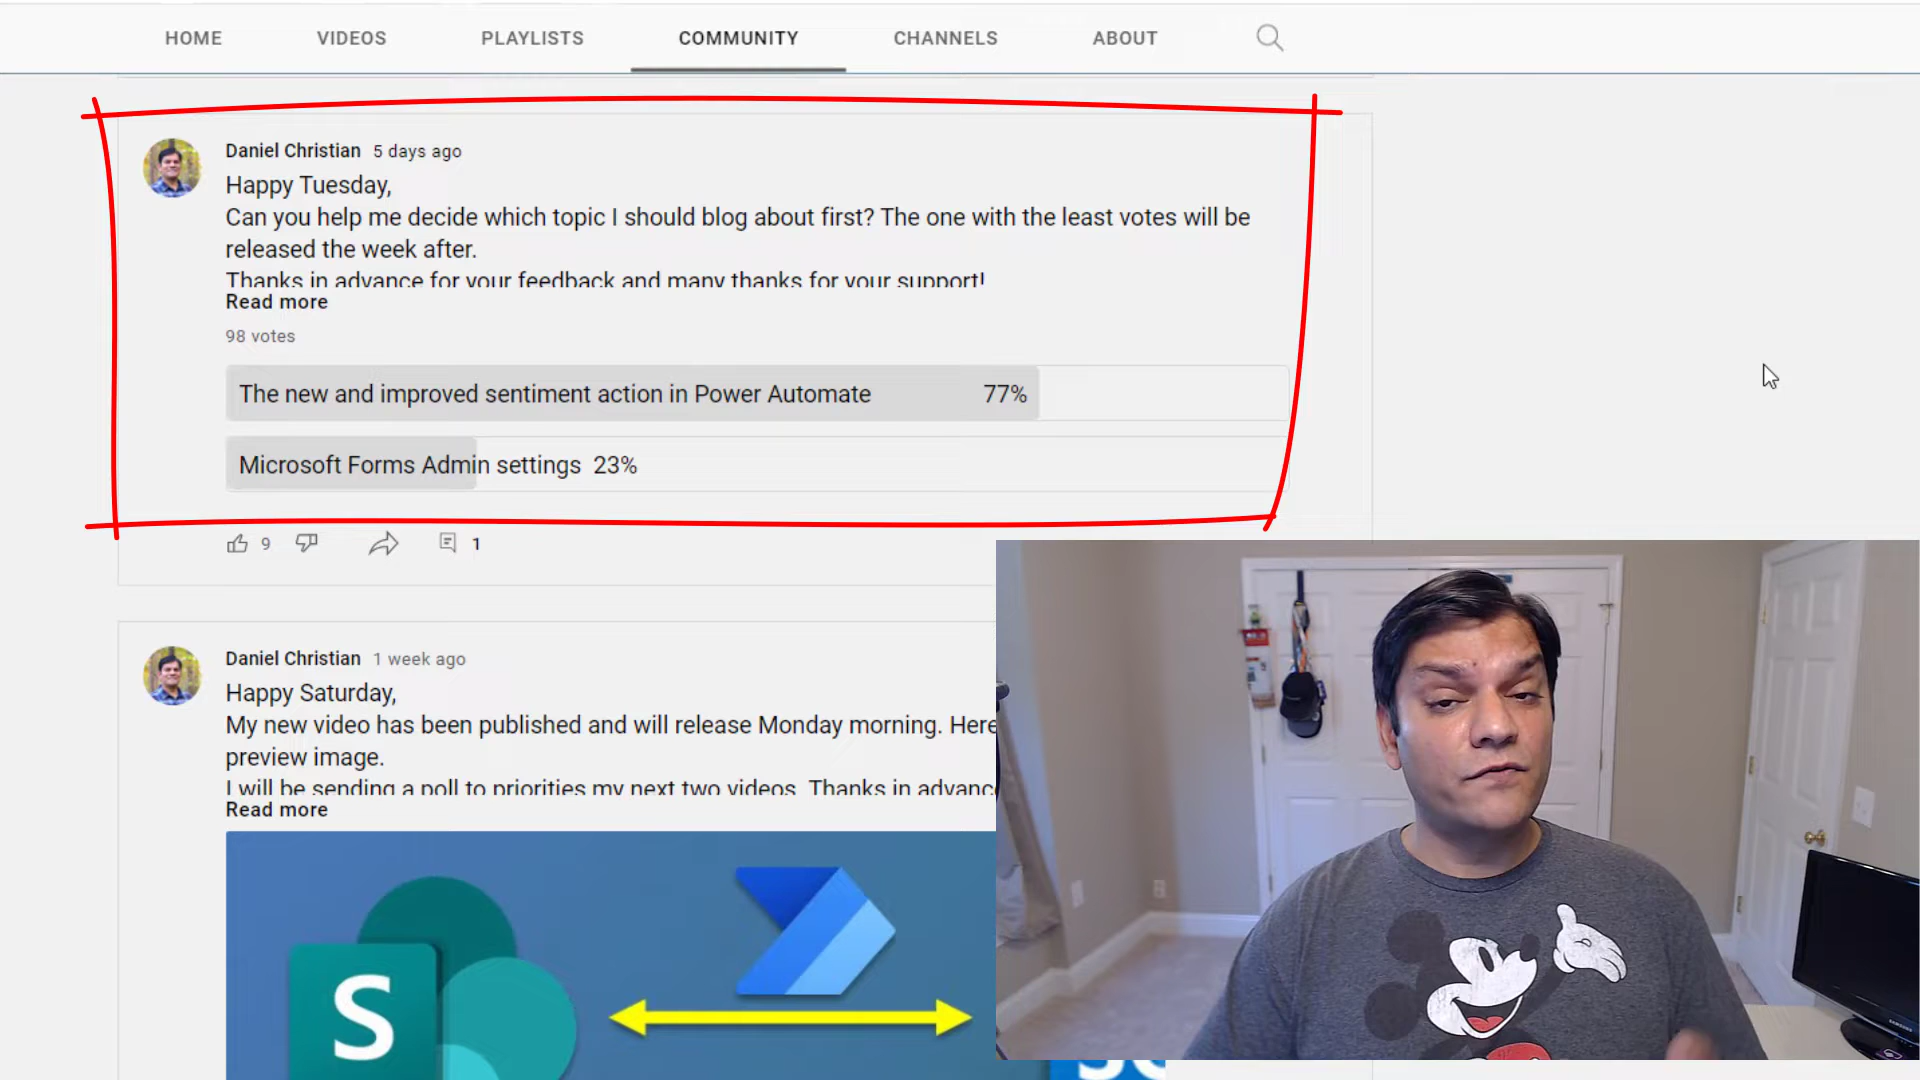 HOME VIDEOS PLAYLISTS COMMUNITY CHANNELS ABOUT
Daniel Christian 5 days ago
Happy Tuesday,
Can you help me decide which topic I should blog about first? The one with the least votes will be
released the week after.
Thanks in advance for your feedback and many thanks for your support!
Read more
98 votes
The new and improved sentiment action in Power Automate 77%
Microsoft Forms Admin settings 23%
9 1
Daniel Christian 1 week ago
Happy Saturday,
My new video has been published and will release Monday morning. Here
preview image.
I will be sending a poll to priorities my next two videos. Thanks in advanc
Read more
S
SAMSUNG